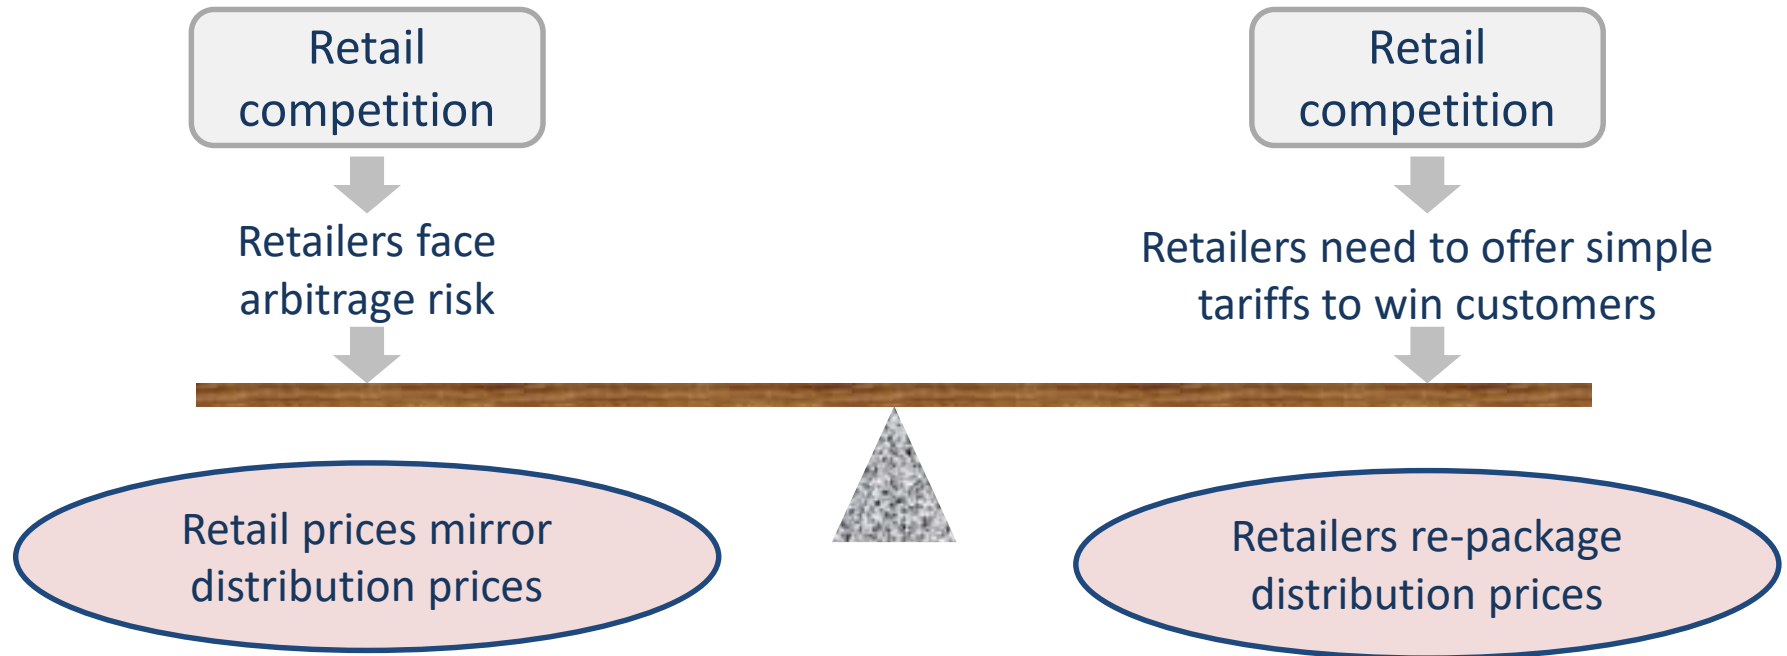 Retail
competition
Retailers face
arbitrage risk
Retail prices mirror
distribution prices
Retail
competition
Retailers need to offer simple
tariffs to win customers
Retailers re-package
distribution prices